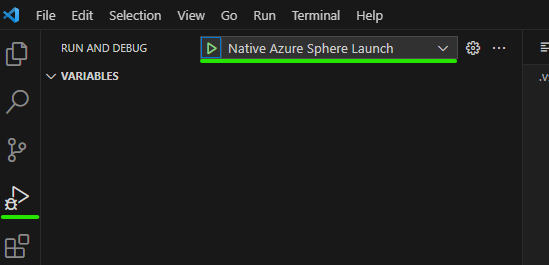 File Edit Selection View Go Run Terminal Help
RUN AND DEBUG Native Azure Sphere Launch
VARIABLES